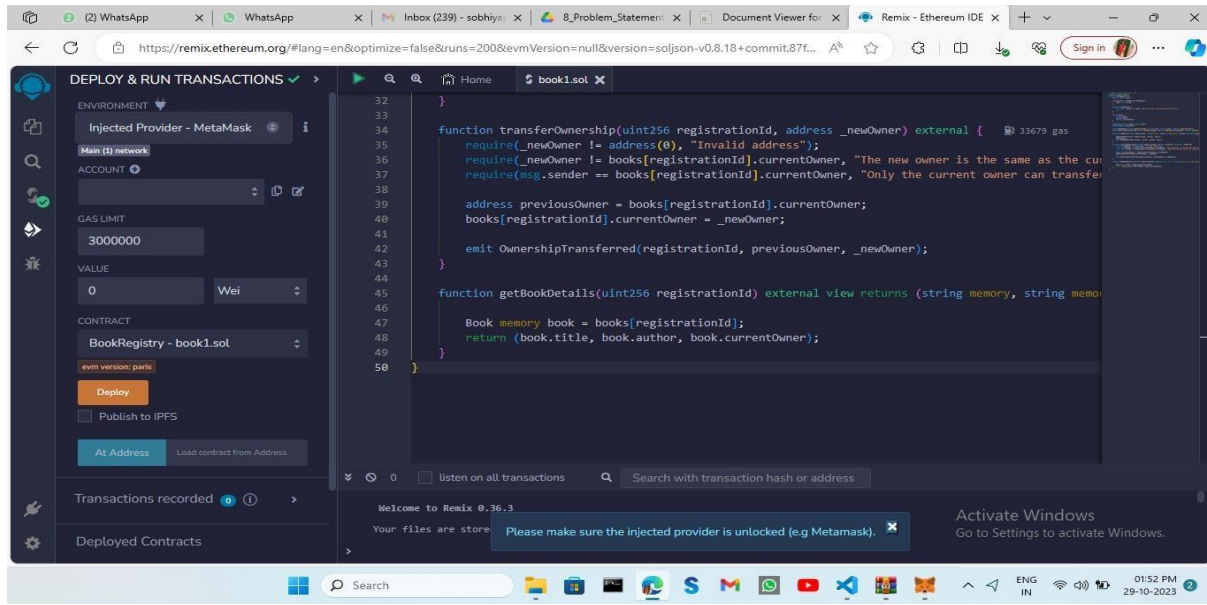 (2) WhatsApp
WhatsApp
Inbox (239) - sobhiya
8_Problem_Statement
Document Viewer for
Remix - Ethereum IDE
https://remix.ethereum.org/#lang=en&optimize=false&runs=200&evmVersion=null&version=soljson-v0.8.18+commit.87f...
Sign in
DEPLOY & RUN TRANSACTIONS
Home
book1.sol
ENVIRONMENT
Injected Provider - MetaMask
Main (1) network
ACCOUNT
GAS LIMIT
3000000
VALUE
0
Wei
CONTRACT
BookRegistry - book1.sol
evm version: paris
Deploy
Publish to IPFS
At Address
Load contract from Address
Transactions recorded 0
Deployed Contracts
32 }
33
34 function transferOwnership(uint256 registrationId, address _newOwner) external { 33679 gas
35 require(_newOwner != address(0), "Invalid address");
36 require(_newOwner != books[registrationId].currentOwner, "The new owner is the same as the cur
37 require(msg.sender == books[registrationId].currentOwner, "Only the current owner can transfer
38
39 address previousOwner = books[registrationId].currentOwner;
40 books[registrationId].currentOwner = _newOwner;
41
42 emit OwnershipTransferred(registrationId, previousOwner, _newOwner);
43 }
44
45 function getBookDetails(uint256 registrationId) external view returns (string memory, string memo
46
47 Book memory book = books[registrationId];
48 return (book.title, book.author, book.currentOwner);
49 }
50 }
0
listen on all transactions
Search with transaction hash or address
Welcome to Remix 0.36.3
Your files are store
Please make sure the injected provider is unlocked (e.g Metamask).
>
Activate Windows
Go to Settings to activate Windows.
Search
ENG
IN
01:52 PM
29-10-2023
2